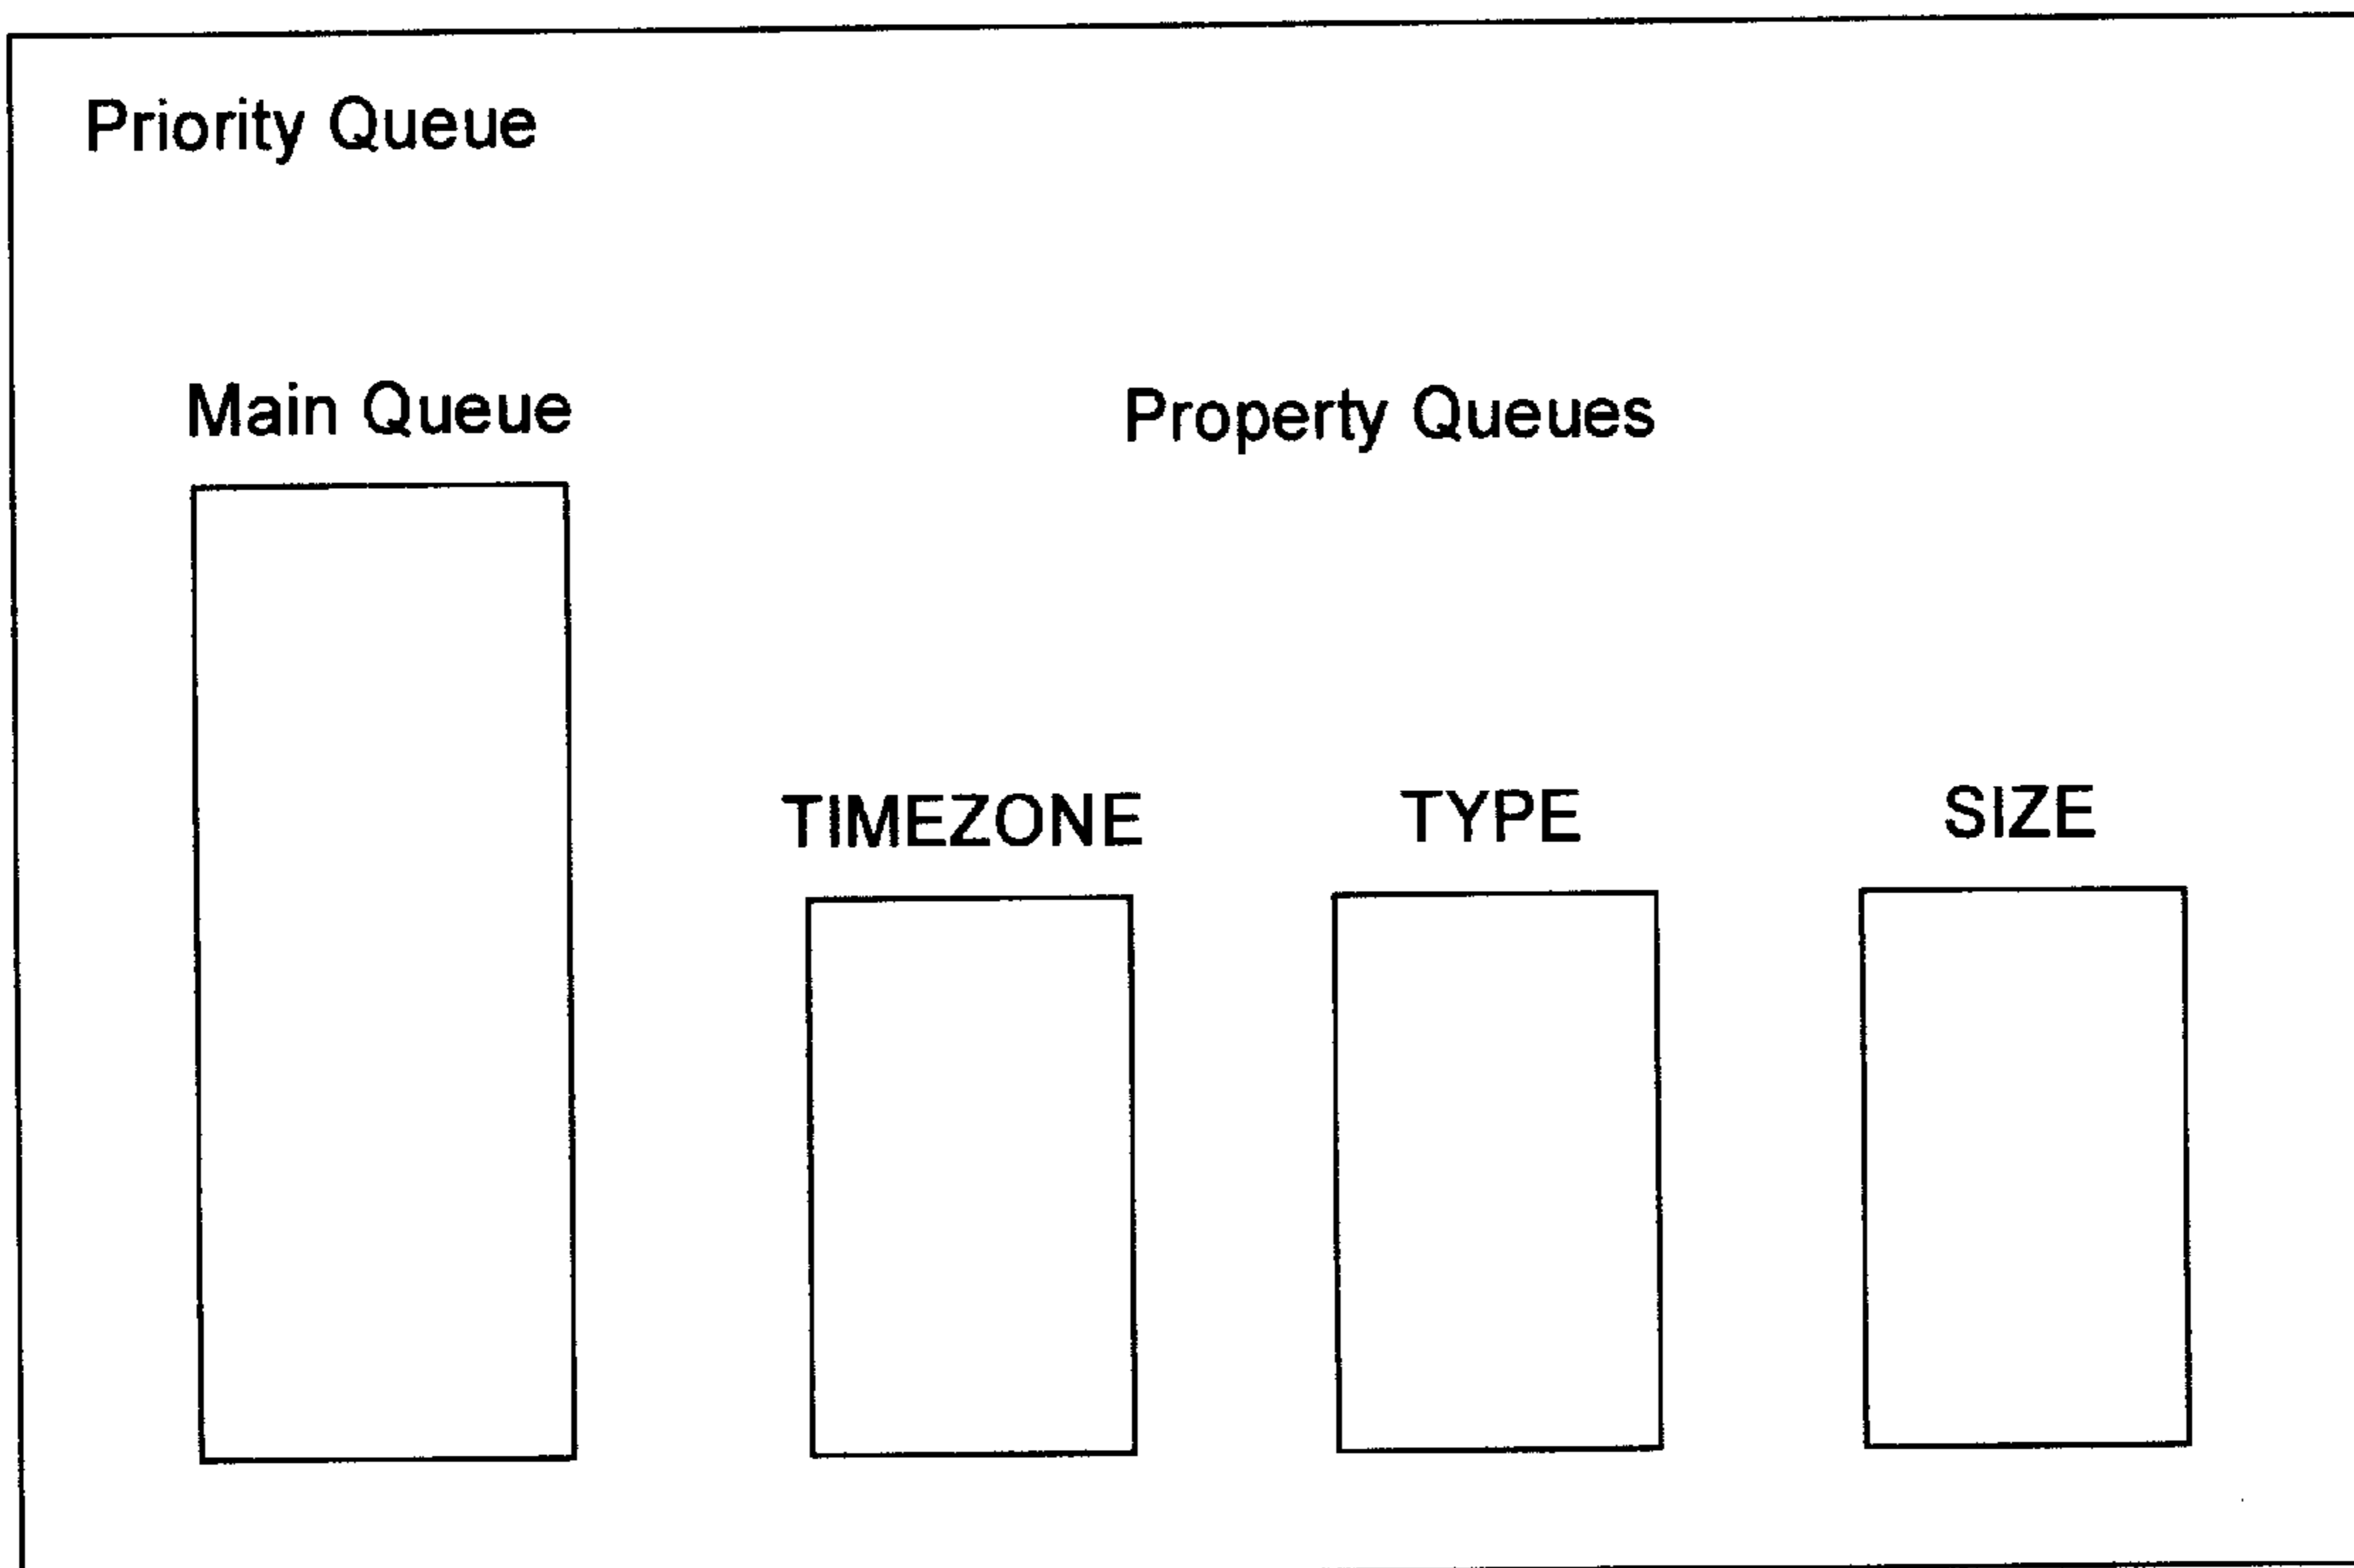 Priority Queue
Main Queue
Property Queues
TIMEZONE
TYPE
SIZE